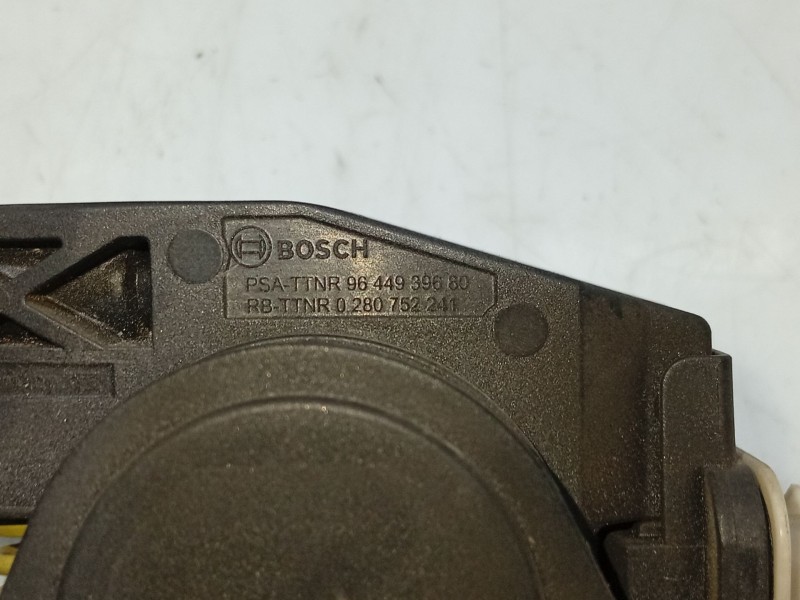 BOSCH
PSA-TTNR 96 449 396 80
RB-TTNR 0 280 752 241